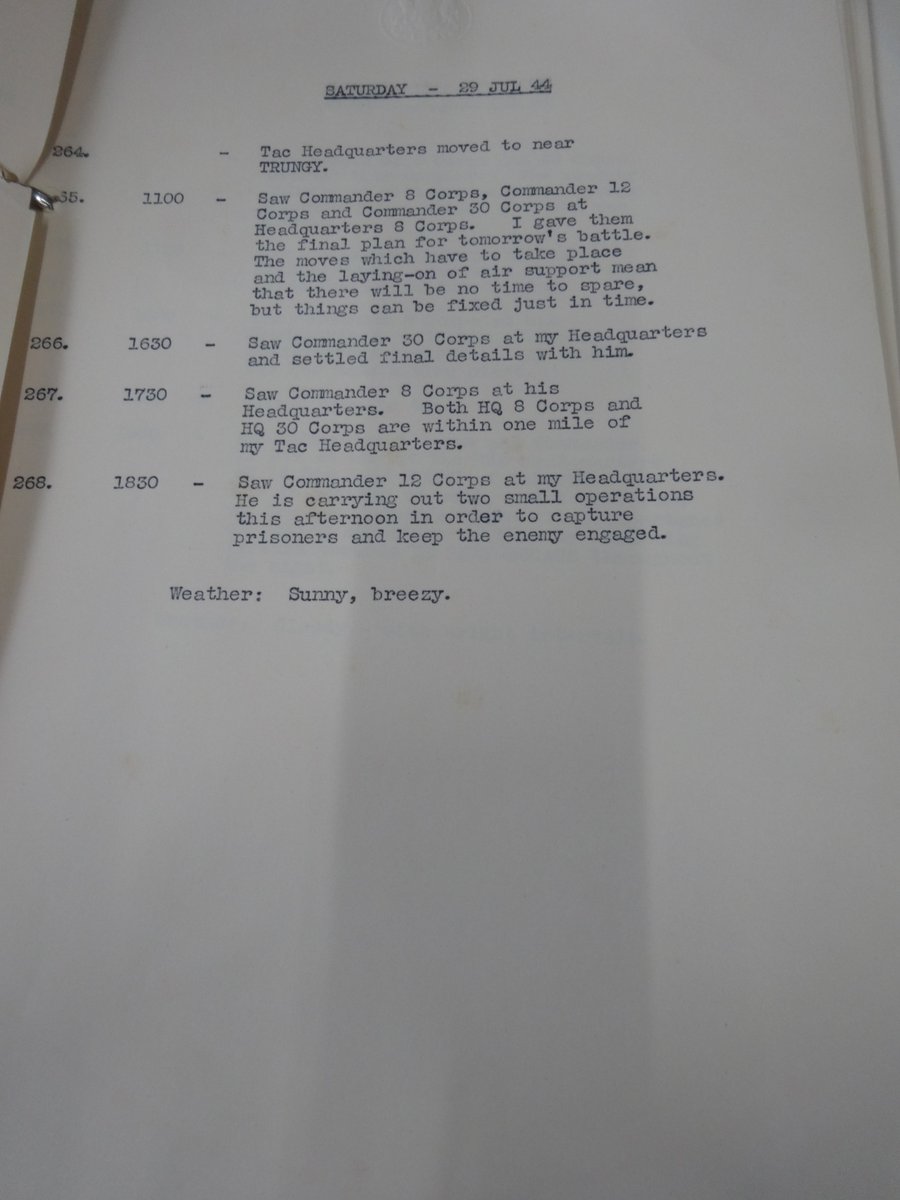 SATURDAY - 29 JUL 44
264. - Tac Headquarters moved to near
TRUNGY.
65. 1100 - Saw Commander 8 Corps, Commander 12
Corps and Commander 30 Corps at
Headquarters 8 Corps. I gave them
the final plan for tomorrow's battle.
The moves which have to take place
and the laying-on of air support mean
that there will be no time to spare,
but things can be fixed just in time.
266. 1630 - Saw Commander 30 Corps at my Headquarters
and settled final details with him.
267. 1730 - Saw Commander 8 Corps at his
Headquarters. Both HQ 8 Corps and
HQ 30 Corps are within one mile of
my Tac Headquarters.
268. 1830 - Saw Commander 12 Corps at my Headquarters.
He is carrying out two small operations
this afternoon in order to capture
prisoners and keep the enemy engaged.
Weather: Sunny, breezy.